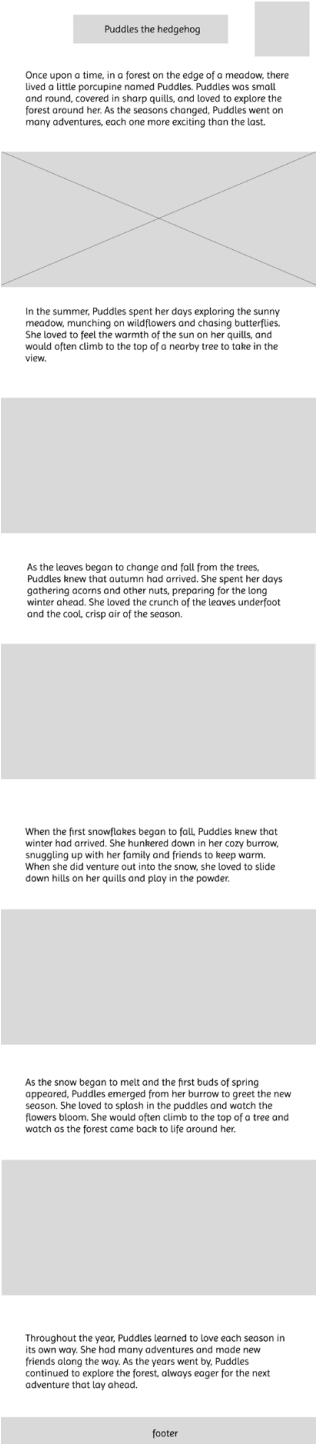 Puddles the hedgehog
Once upon a time, in a forest on the edge of a meadow, there
lived a little porcupine named Puddles. Puddles was small
and round, covered in sharp quills, and loved to explore the
forest around her. As the seasons changed, Puddles went on
many adventures, each one more exciting than the last.
In the summer, Puddles spent her days exploring the sunny
meadow, munching on wildflowers and chasing butterflies.
She loved to feel the warmth of the sun on her quills, and
would often climb to the top of a nearby tree to take in the
view.
As the leaves began to change and fall from the trees,
Puddles knew that autumn had arrived. She spent her days
gathering acorns and other nuts, preparing for the long
winter ahead. She loved the crunch of the leaves underfoot
and the cool, crisp air of the season.
When the first snowflakes began to fall, Puddles knew that
winter had arrived. She hunkered down in her cozy burrow,
snuggling up with her family and friends to keep warm.
When she did venture out into the snow, she loved to slide
down hills on her quills and play in the powder.
As the snow began to melt and the first buds of spring
appeared, Puddles emerged from her burrow to greet the new
season. She loved to splash in the puddles and watch the
flowers bloom. She would often climb to the top of a tree and
watch as the forest came back to life around her.
Throughout the year, Puddles learned to love each season in
its own way. She had many adventures and made new
friends along the way. As the years went by, Puddles
continued to explore the forest, always eager for the next
adventure that lay ahead.
footer